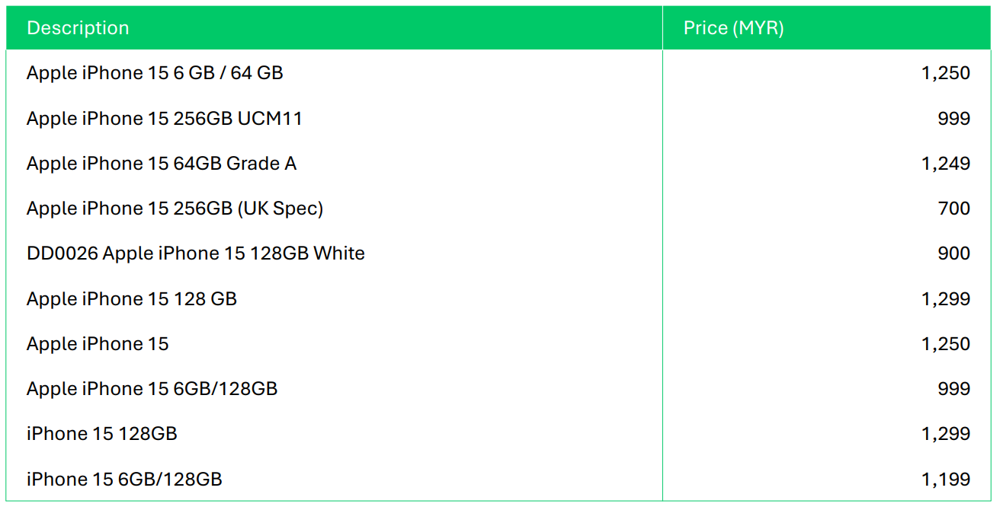 Description Price (MYR)
Apple iPhone 15 6 GB / 64 GB 1,250
Apple iPhone 15 256GB UCM11 999
Apple iPhone 15 64GB Grade A 1,249
Apple iPhone 15 256GB (UK Spec) 700
DD0026 Apple iPhone 15 128GB White 900
Apple iPhone 15 128 GB 1,299
Apple iPhone 15 1,250
Apple iPhone 15 6GB/128GB 999
iPhone 15 128GB 1,299
iPhone 15 6GB/128GB 1,199